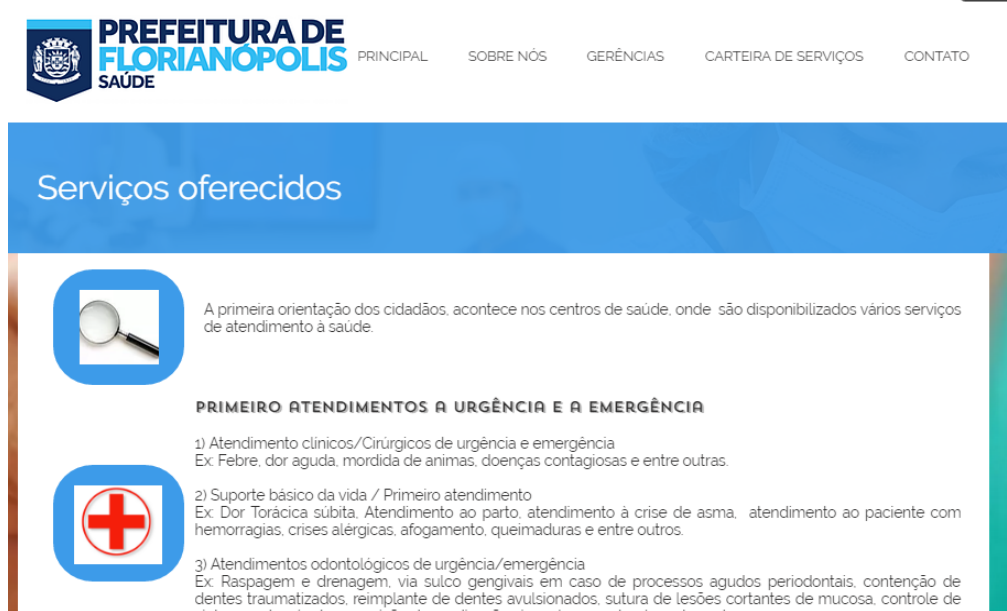 PREFEITURA DE
FLORIANÓPOLIS
SAÚDE
PRINCIPAL SOBRE NÓS GERÊNCIAS CARTEIRA DE SERVIÇOS CONTATO
Serviços oferecidos
A primeira orientação dos cidadãos, acontece nos centros de saúde, onde são disponibilizados vários serviços
de atendimento à saúde.
PRIMEIRO ATENDIMENTOS A URGÊNCIA E A EMERGÊNCIA
1) Atendimento clínicos/Cirúrgicos de urgência e emergência
Ex: Febre, dor aguda, mordida de animas, doenças contagiosas e entre outras.
2) Suporte básico da vida / Primeiro atendimento
Ex: Dor Torácica súbita, Atendimento ao parto, atendimento à crise de asma, atendimento ao paciente com
hemorragias, crises alérgicas, afogamento, queimaduras e entre outros.
3) Atendimentos odontológicos de urgência/emergência
Ex: Raspagem e drenagem, via sulco gengivais em caso de processos agudos periodontais, contenção de
dentes traumatizados, reimplante de dentes avulsionados, sutura de lesões cortantes de mucosa, controle de